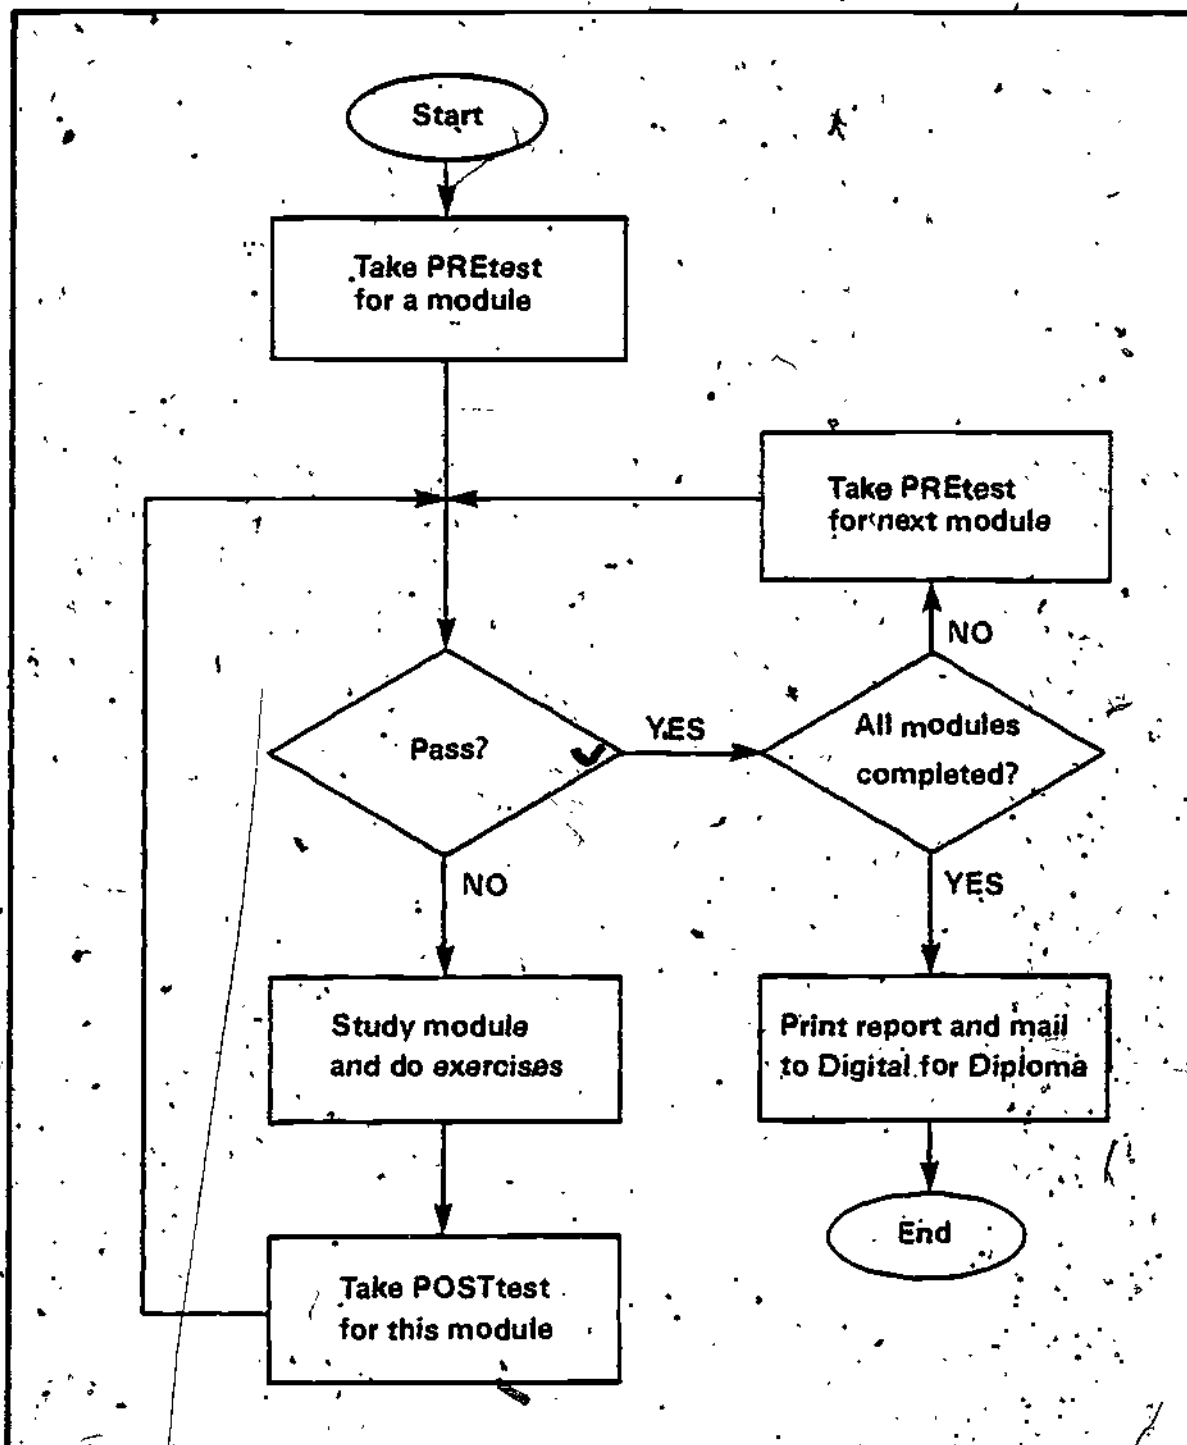 Start
Take PREtest
for a module
Take PREtest
for next module
NO
Pass?
YES
All modules
completed?
NO
YES
Study module
and do exercises
Print report and mail
to Digital for Diploma
End
Take POSTtest
for this module